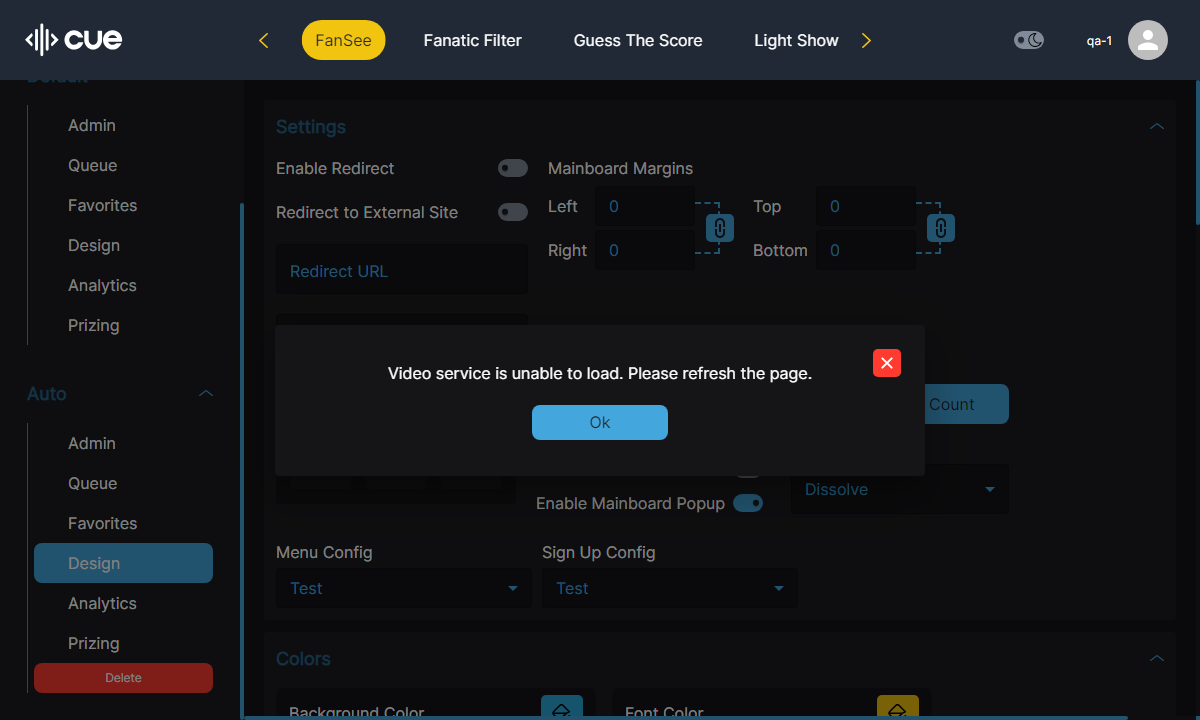 cue
FanSee
Fanatic Filter
Guess The Score
Light Show
qa-1
Default
Admin
Queue
Favorites
Design
Analytics
Prizing
Auto
Admin
Queue
Favorites
Design
Analytics
Prizing
Delete
Settings
Enable Redirect
Redirect to External Site
Redirect URL
Mainboard Margins
Left
0
Right
0
Top
0
Bottom
0
Video service is unable to load. Please refresh the page.
Ok
Count
Enable Mainboard Popup
Dissolve
Menu Config
Test
Sign Up Config
Test
Colors
Background Color
Font Color